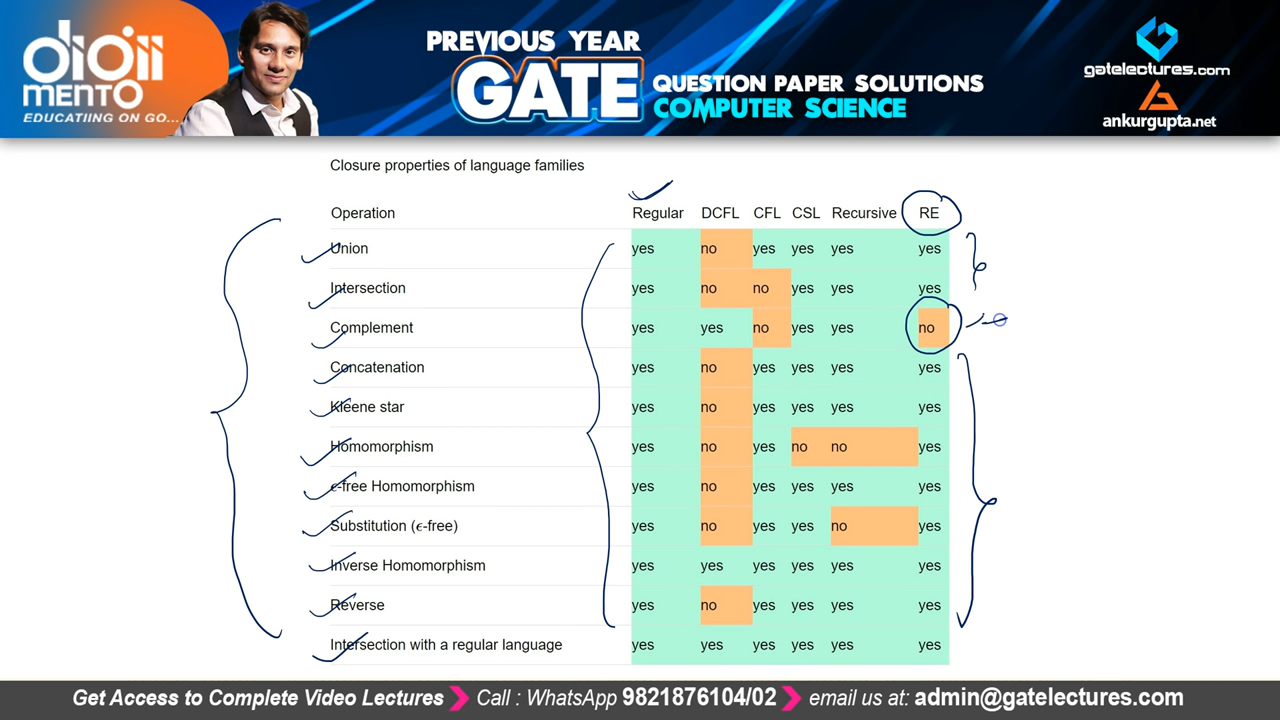 digii
MENTO
EDUCATIING ON GO...
PREVIOUS YEAR
GATE
QUESTION PAPER SOLUTIONS
COMPUTER SCIENCE
gatelectures.com
ankurgupta.net
Closure properties of language families
Operation Regular DCFL CFL CSL Recursive RE
Union yes no yes yes yes yes
Intersection yes no no yes yes yes
Complement yes yes no yes yes no
Concatenation yes no yes yes yes yes
Kleene star yes no yes yes yes yes
Homomorphism yes no yes no no yes
ϵ-free Homomorphism yes no yes yes yes yes
Substitution (ϵ-free) yes no yes yes no yes
Inverse Homomorphism yes yes yes yes yes yes
Reverse yes no yes yes yes yes
Intersection with a regular language yes yes yes yes yes yes
Get Access to Complete Video Lectures Call : WhatsApp 9821876104/02 email us at: admin@gatelectures.com